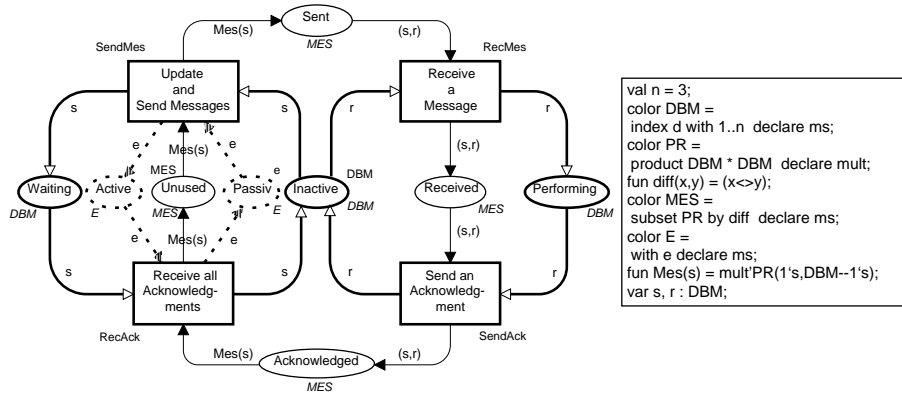 Sent
Mes(s)
(s,r)
MES
SendMes
RecMes
Update
and
Send Messages
Receive
a
Message
s
s
r
r
e
Mes(s)
e
(s,r)
MES
DBM
Waiting
Active
Unused
Passiv
Inactive
Received
Performing
DBM
E
MES
E
DBM
MES
DBM
e
Mes(s)
e
(s,r)
s
s
r
r
Receive all
Acknowledg-
ments
Send an
Acknowledg-
ment
RecAck
SendAck
Mes(s)
(s,r)
Acknowledged
MES
val n = 3;
color DBM =
index d with 1..n declare ms;
color PR =
product DBM * DBM declare mult;
fun diff(x,y) = (x<>y);
color MES =
subset PR by diff declare ms;
color E =
with e declare ms;
fun Mes(s) = mult'PR(1‘s,DBM--1‘s);
var s, r : DBM;